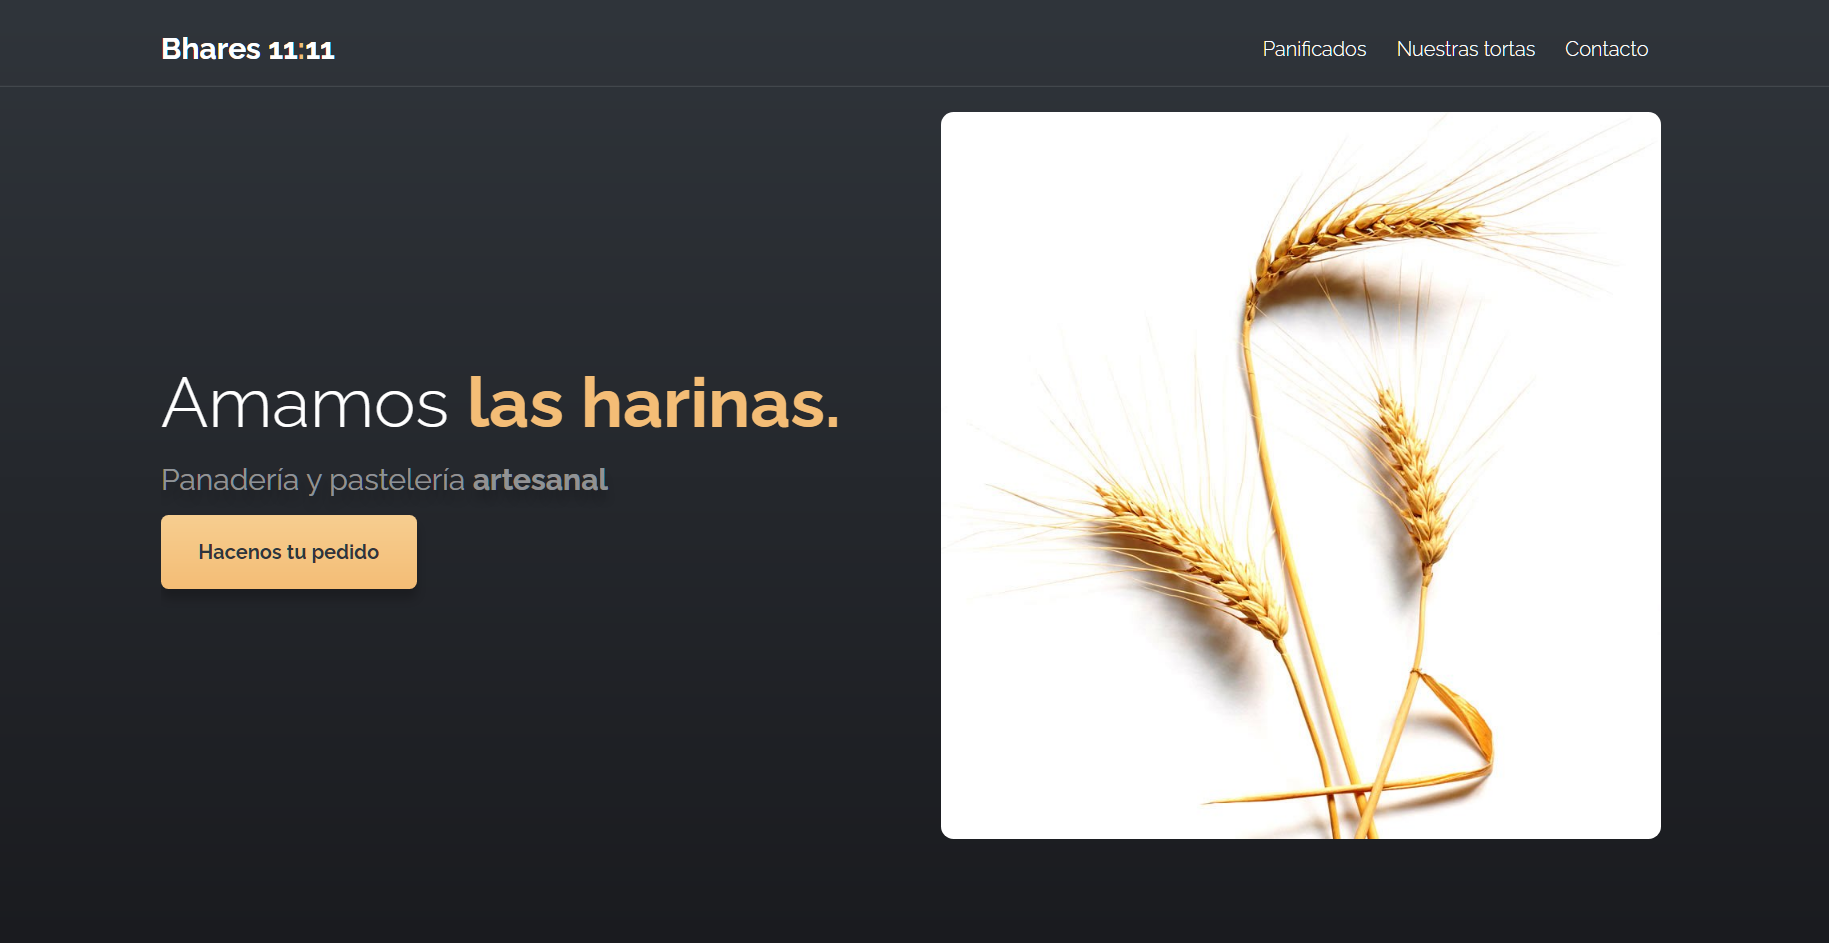 Bhares 11:11
Panificados Nuestras tortas Contacto
Amamos las harinas.
Panadería y pastelería artesanal
Hacenos tu pedido